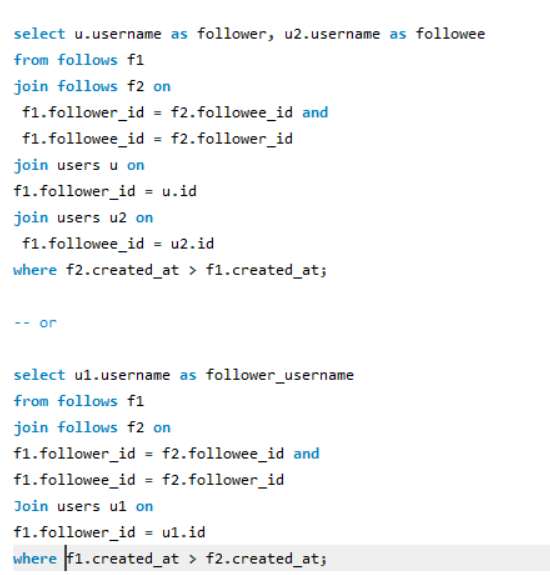 select u.username as follower, u2.username as followee
from follows f1
join follows f2 on
f1.follower_id = f2.followee_id and
f1.followee_id = f2.follower_id
join users u on
f1.follower_id = u.id
join users u2 on
f1.followee_id = u2.id
where f2.created_at > f1.created_at;
-- or
select u1.username as follower_username
from follows f1
join follows f2 on
f1.follower_id = f2.followee_id and
f1.followee_id = f2.follower_id
Join users u1 on
f1.follower_id = u1.id
where f1.created_at > f2.created_at;